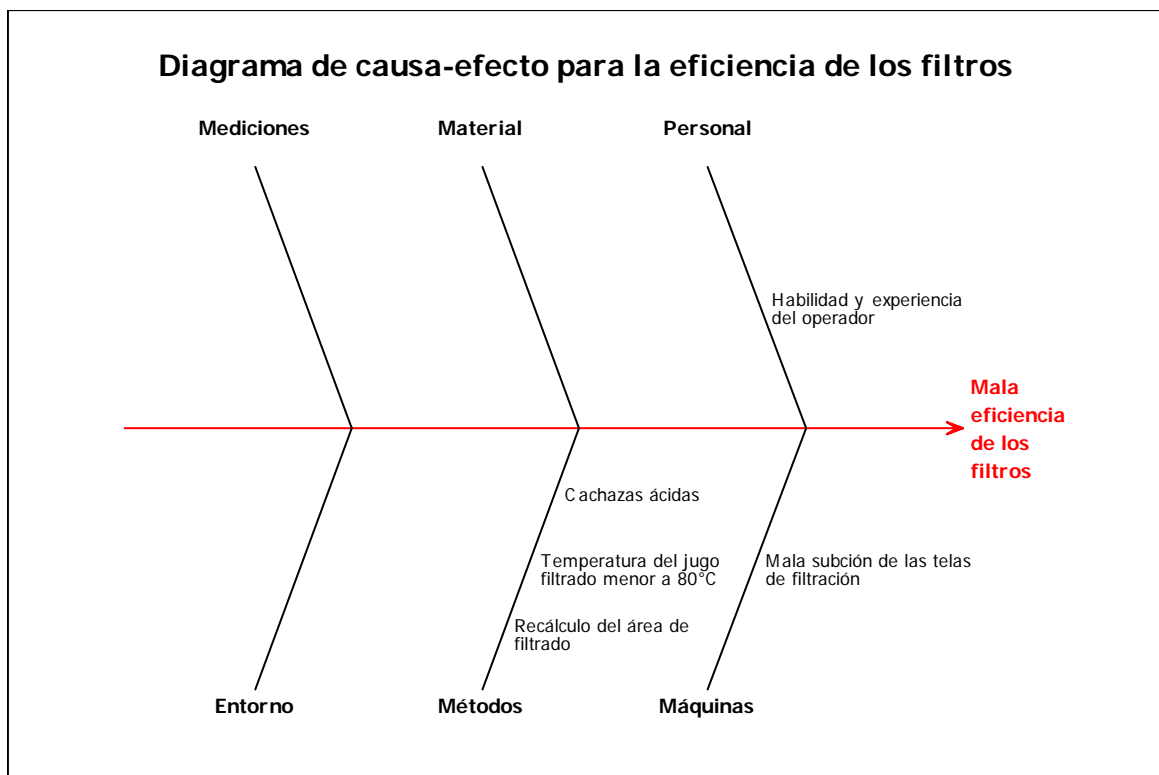 Diagrama de causa-efecto para la eficiencia de los filtros
Mediciones
Material
Personal
Habilidad y experiencia
del operador
Mala
eficiencia
de los
filtros
Cachazas ácidas
Temperatura del jugo
filtrado menor a 80°C
Mala subción de las telas
de filtración
Recálculo del área de
filtrado
Entorno
Métodos
Máquinas